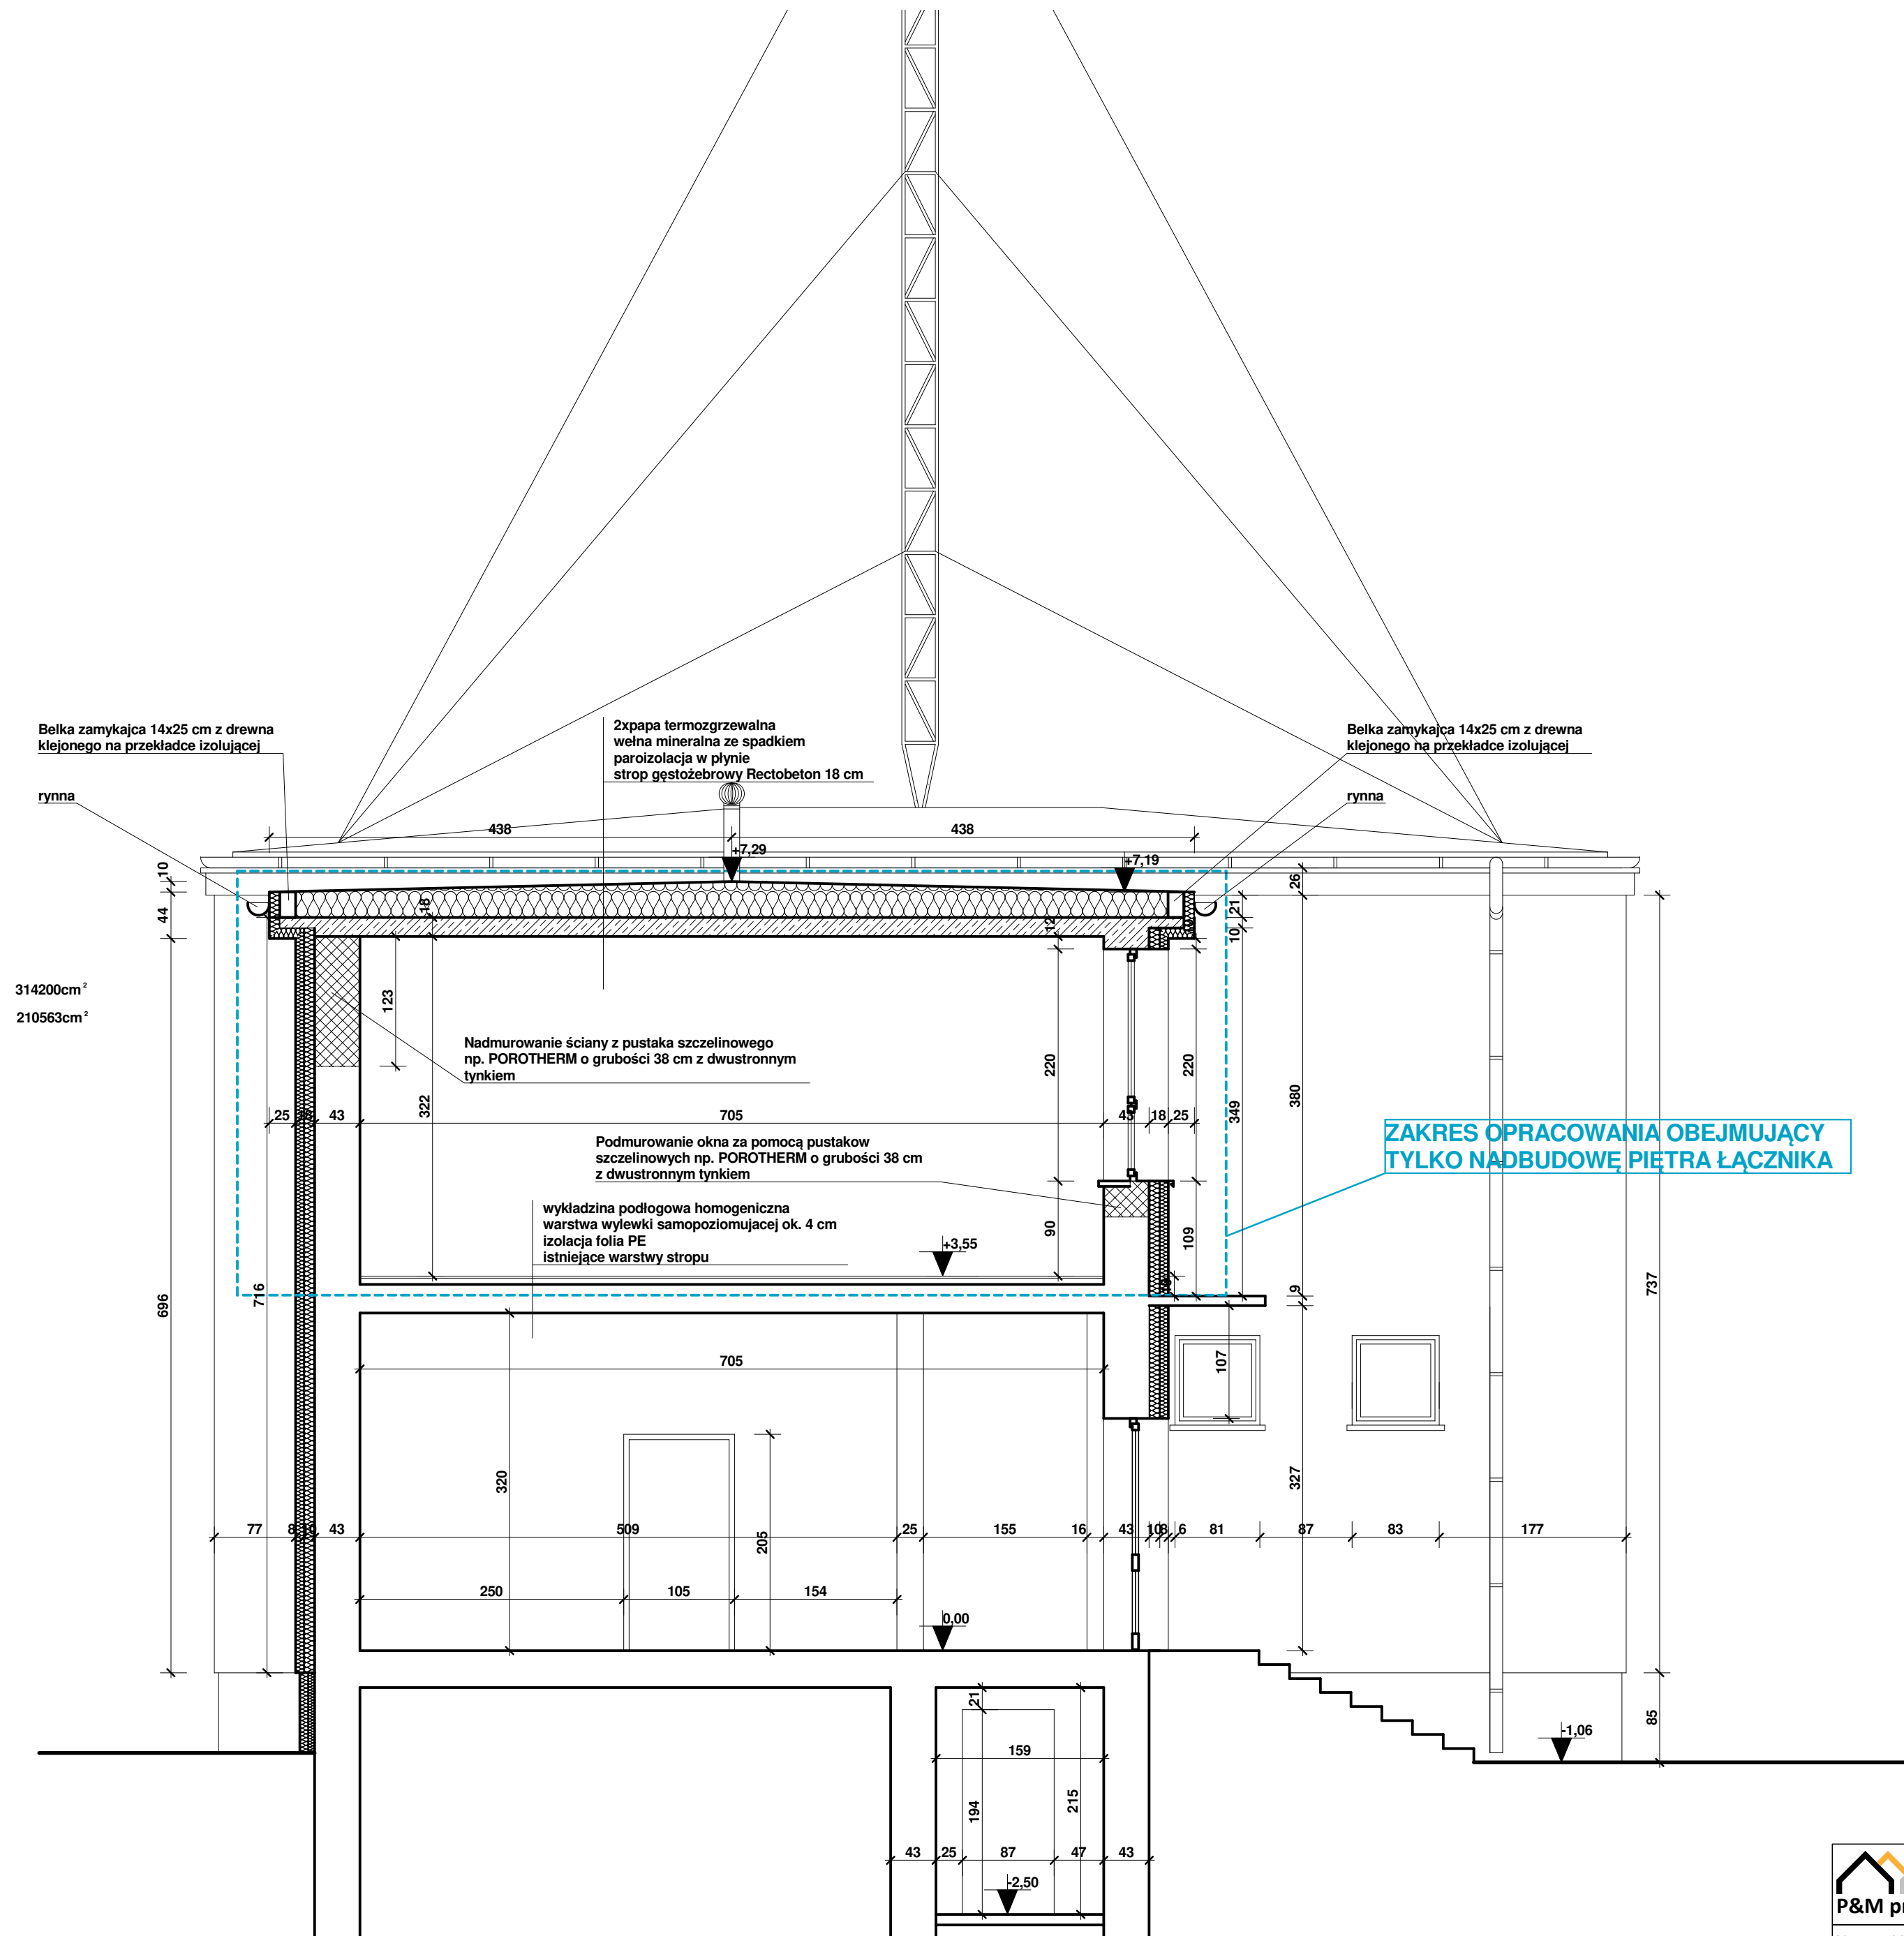 Belka zamykajca 14x25 cm z drewna
klejonego na przekładce izolującej
rynna
2xpapa termozgrzewalna
wełna mineralna ze spadkiem
paroizolacja w płynie
strop gęstożebrowy Rectobeton 18 cm
Belka zamykajca 14x25 cm z drewna
klejonego na przekładce izolującej
rynna
438
438
+7,29
+7,19
10
44
18
12
26
21
10
314200cm²
210563cm²
123
Nadmurowanie ściany z pustaka szczelinowego
np. POROTHERM o grubości 38 cm z dwustronnym
tynkiem
220
220
322
349
380
25
43
705
43
18
25
ZAKRES OPRACOWANIA OBEJMUJĄCY
TYLKO NADBUDOWĘ PIĘTRA ŁĄCZNIKA
Podmurowanie okna za pomocą pustakow
szczelinowych np. POROTHERM o grubości 38 cm
z dwustronnym tynkiem
wykładzina podłogowa homogeniczna
warstwa wylewki samopoziomujacej ok. 4 cm
izolacja folia PE
istniejące warstwy stropu
90
109
+3,55
9
696
716
737
705
107
320
205
327
77
8
10
43
509
25
155
16
43
10
8
6
81
87
83
177
250
105
154
0,00
21
159
194
215
85
-1,06
43
25
87
47
43
-2,50